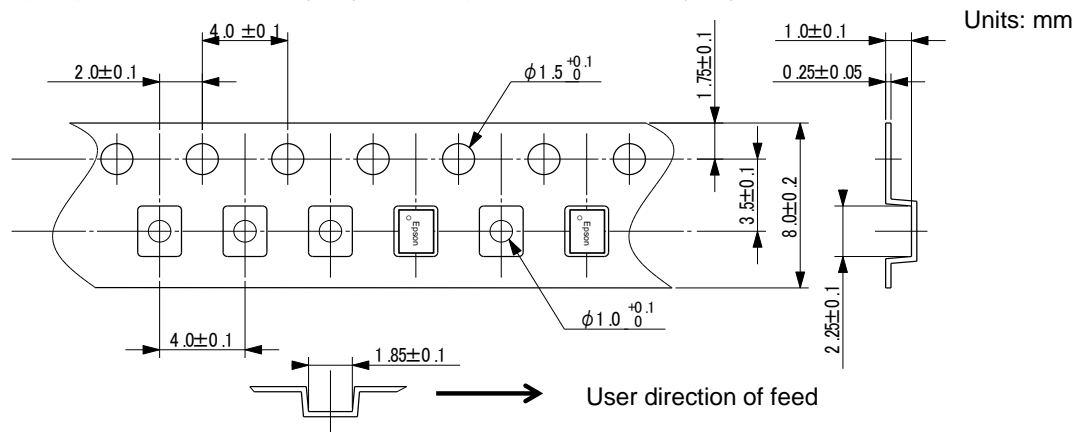 Units: mm
4.0 ±0.1
1.0±0.1
2.0±0.1
φ1.5 +0.1 0
1.75±0.1
0.25±0.05
3.5±0.1
8.0±0.2
Epson
Epson
2.25±0.1
φ1.0 +0.1 0
4.0±0.1
1.85±0.1
User direction of feed